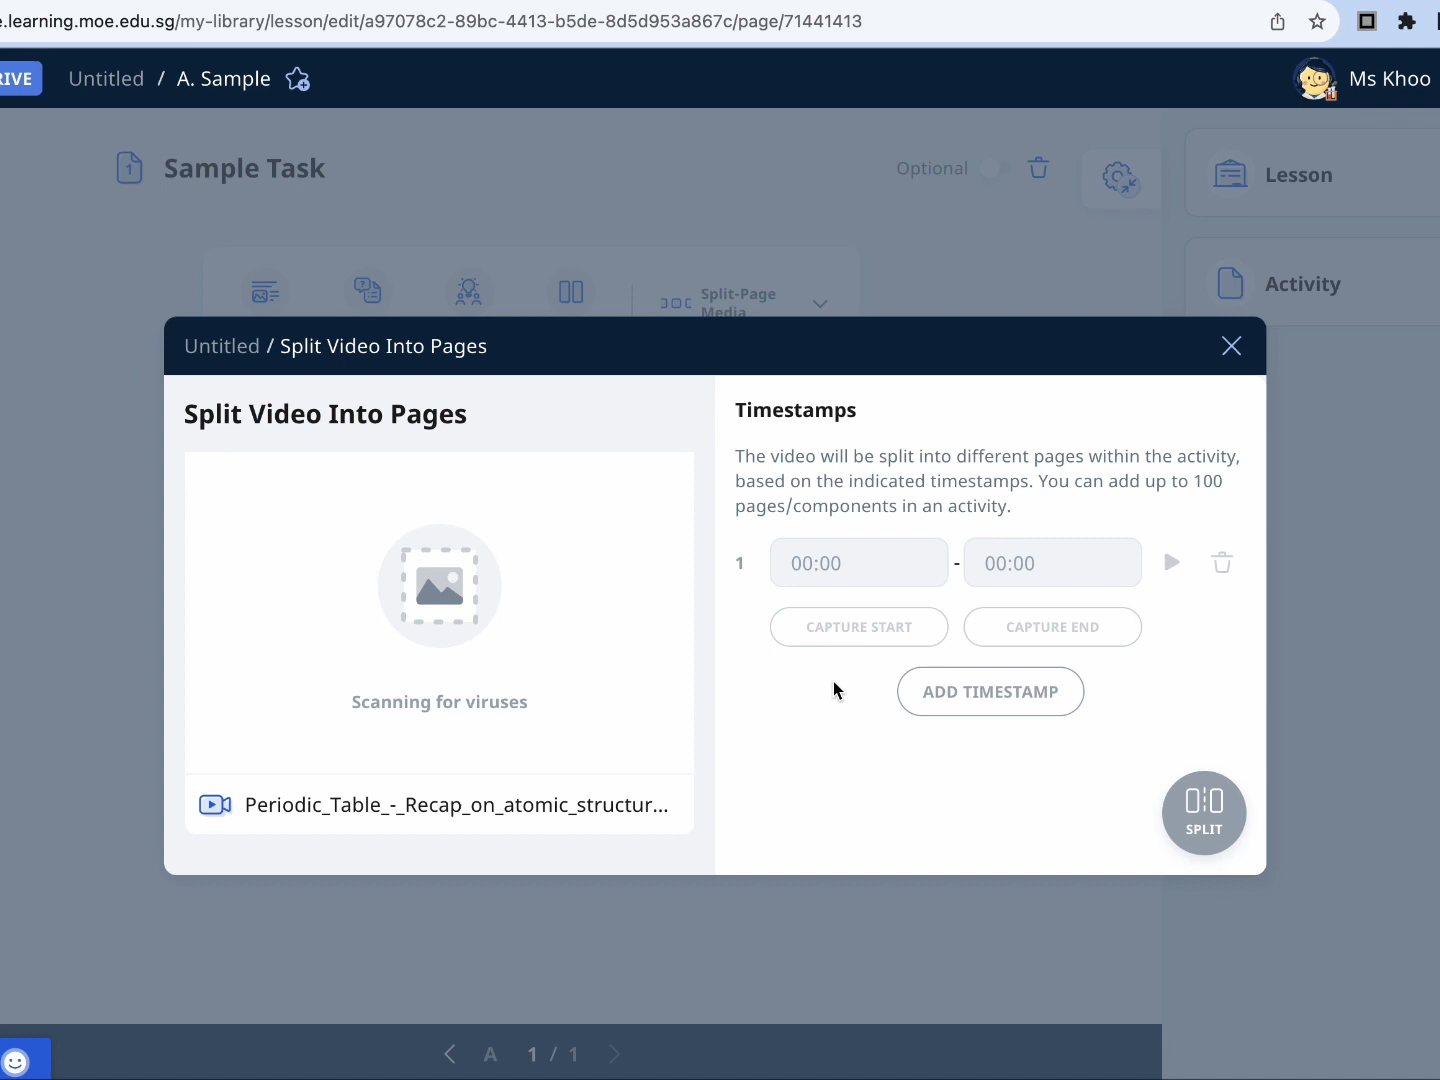 e.learning.moe.edu.sg/my-library/lesson/edit/a97078c2-89bc-4413-b5de-8d5d953a867c/page/71441413
RIVE
Untitled / A. Sample
Ms Khoo
1
Sample Task
Optional
Lesson
Split-Page
Media
Activity
Untitled / Split Video Into Pages
Split Video Into Pages
Scanning for viruses
Periodic_Table_-_Recap_on_atomic_structur...
Timestamps
The video will be split into different pages within the activity,
based on the indicated timestamps. You can add up to 100
pages/components in an activity.
1 00:00 - 00:00
CAPTURE START CAPTURE END
ADD TIMESTAMP
SPLIT
A 1 / 1